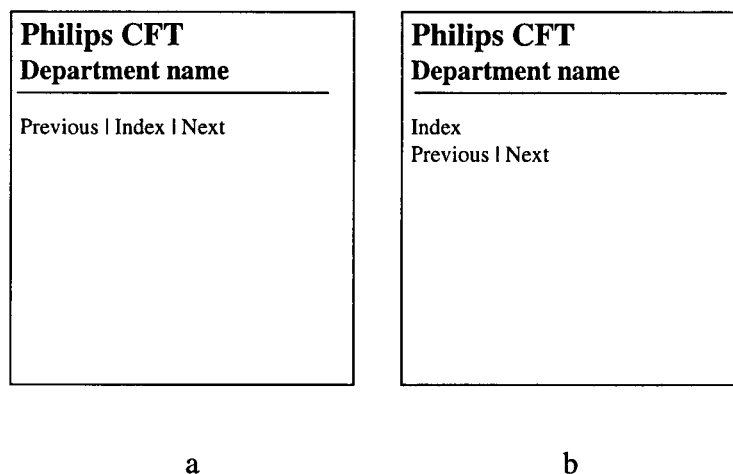 Philips CFT
Department name
Previous | Index | Next
a
Philips CFT
Department name
Index
Previous | Next
b